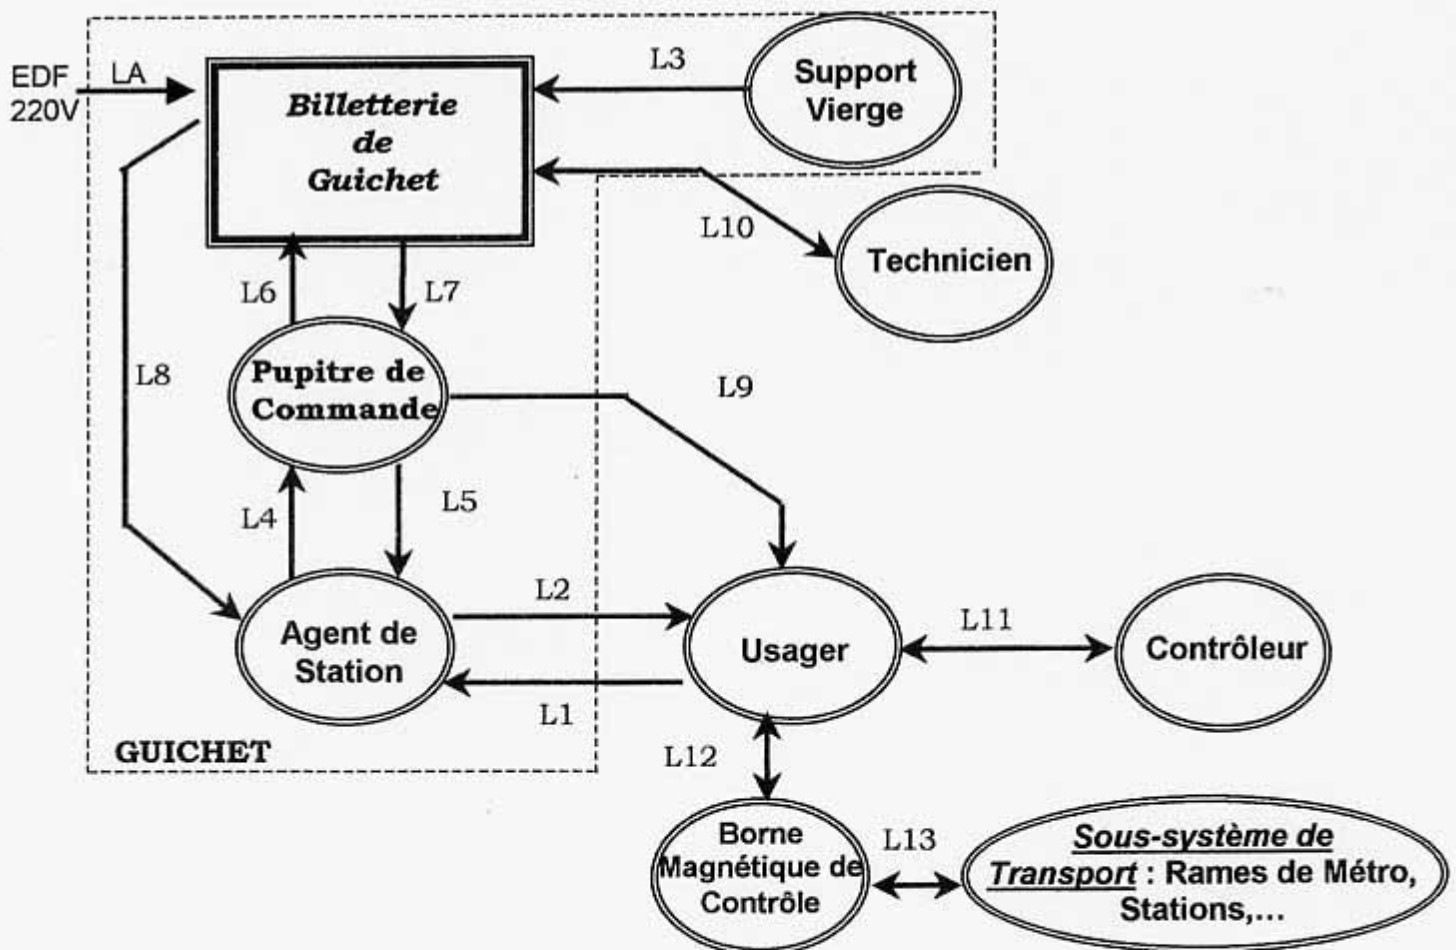 EDF
220V
LA
Billetterie
de
Guichet
L3
Support
Vierge
L10
Technicien
L6
L7
L8
Pupitre de
Commande
L9
L4
L5
Agent de
Station
L2
L1
Usager
L11
Contrôleur
GUICHET
L12
Borne
Magnétique de
Contrôle
L13
Sous-système de
Transport : Rames de Métro,
Stations,...